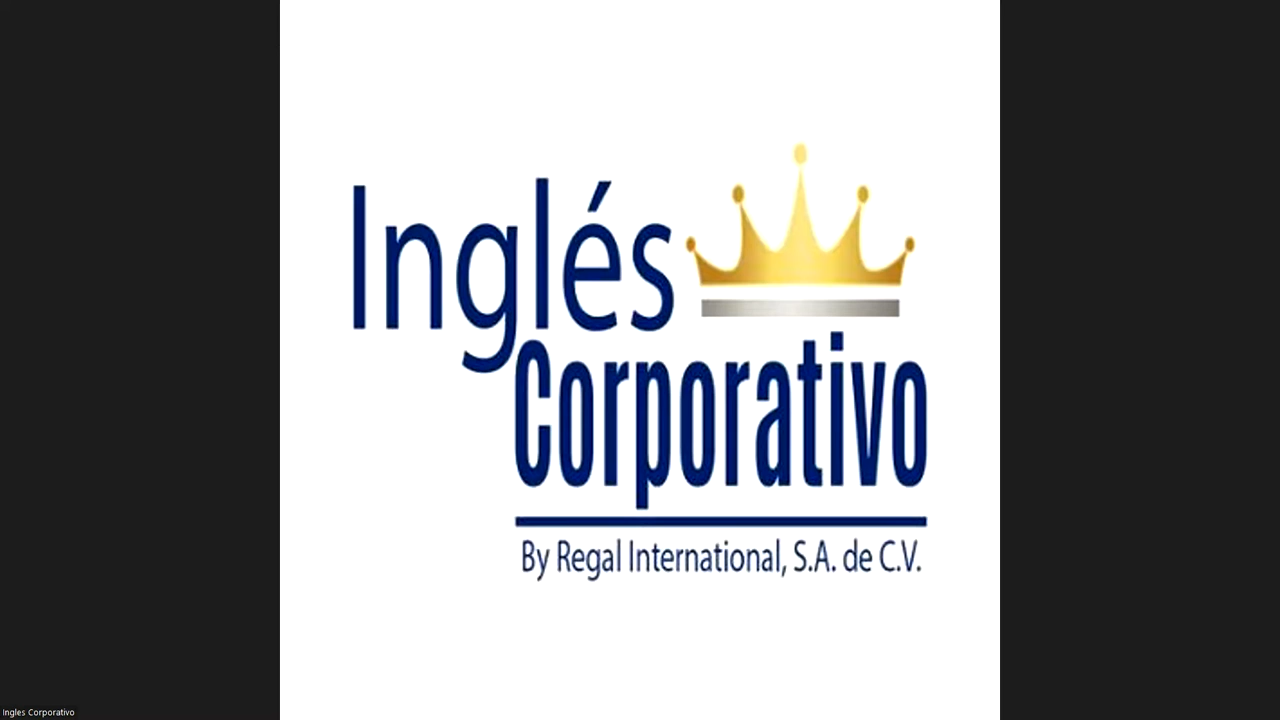 Inglés
Corporativo
By Regal International, S.A. de C.V.
Ingles Corporativo